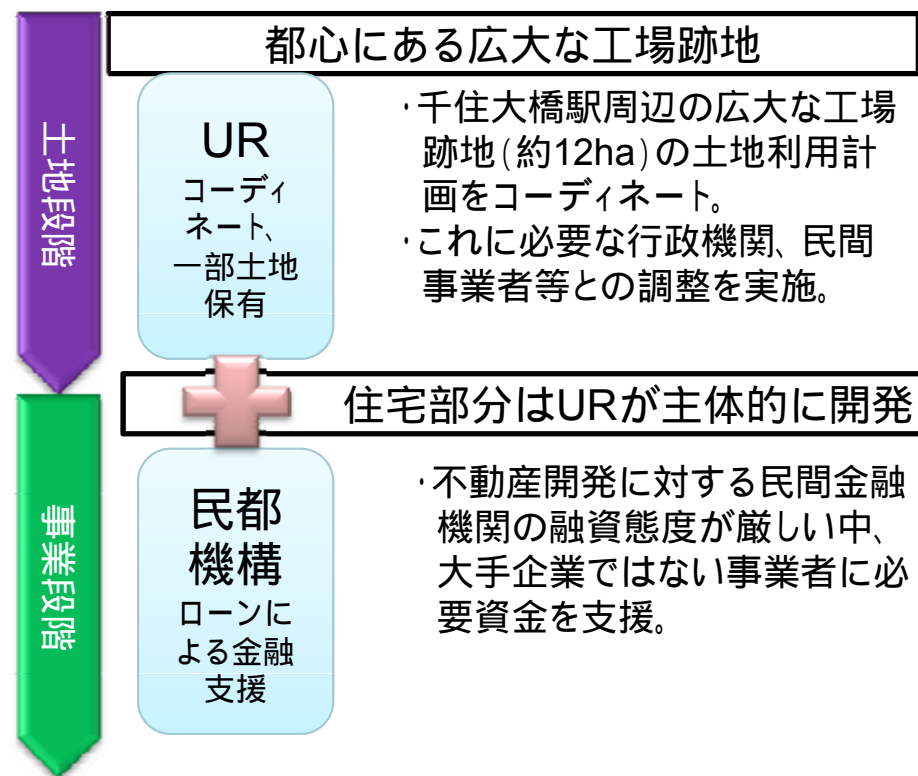 都心にある広大な工場跡地
土地段階
UR
コーディ
ネート、
一部土地
保有
・千住大橋駅周辺の広大な工場
跡地(約12ha)の土地利用計
画をコーディネート。
・これに必要な行政機関、民間
事業者等との調整を実施。
住宅部分はURが主体的に開発
事業段階
民都
機構
ローンに
よる金融
支援
・不動産開発に対する民間金融
機関の融資態度が厳しい中、
大手企業ではない事業者に必
要資金を支援。